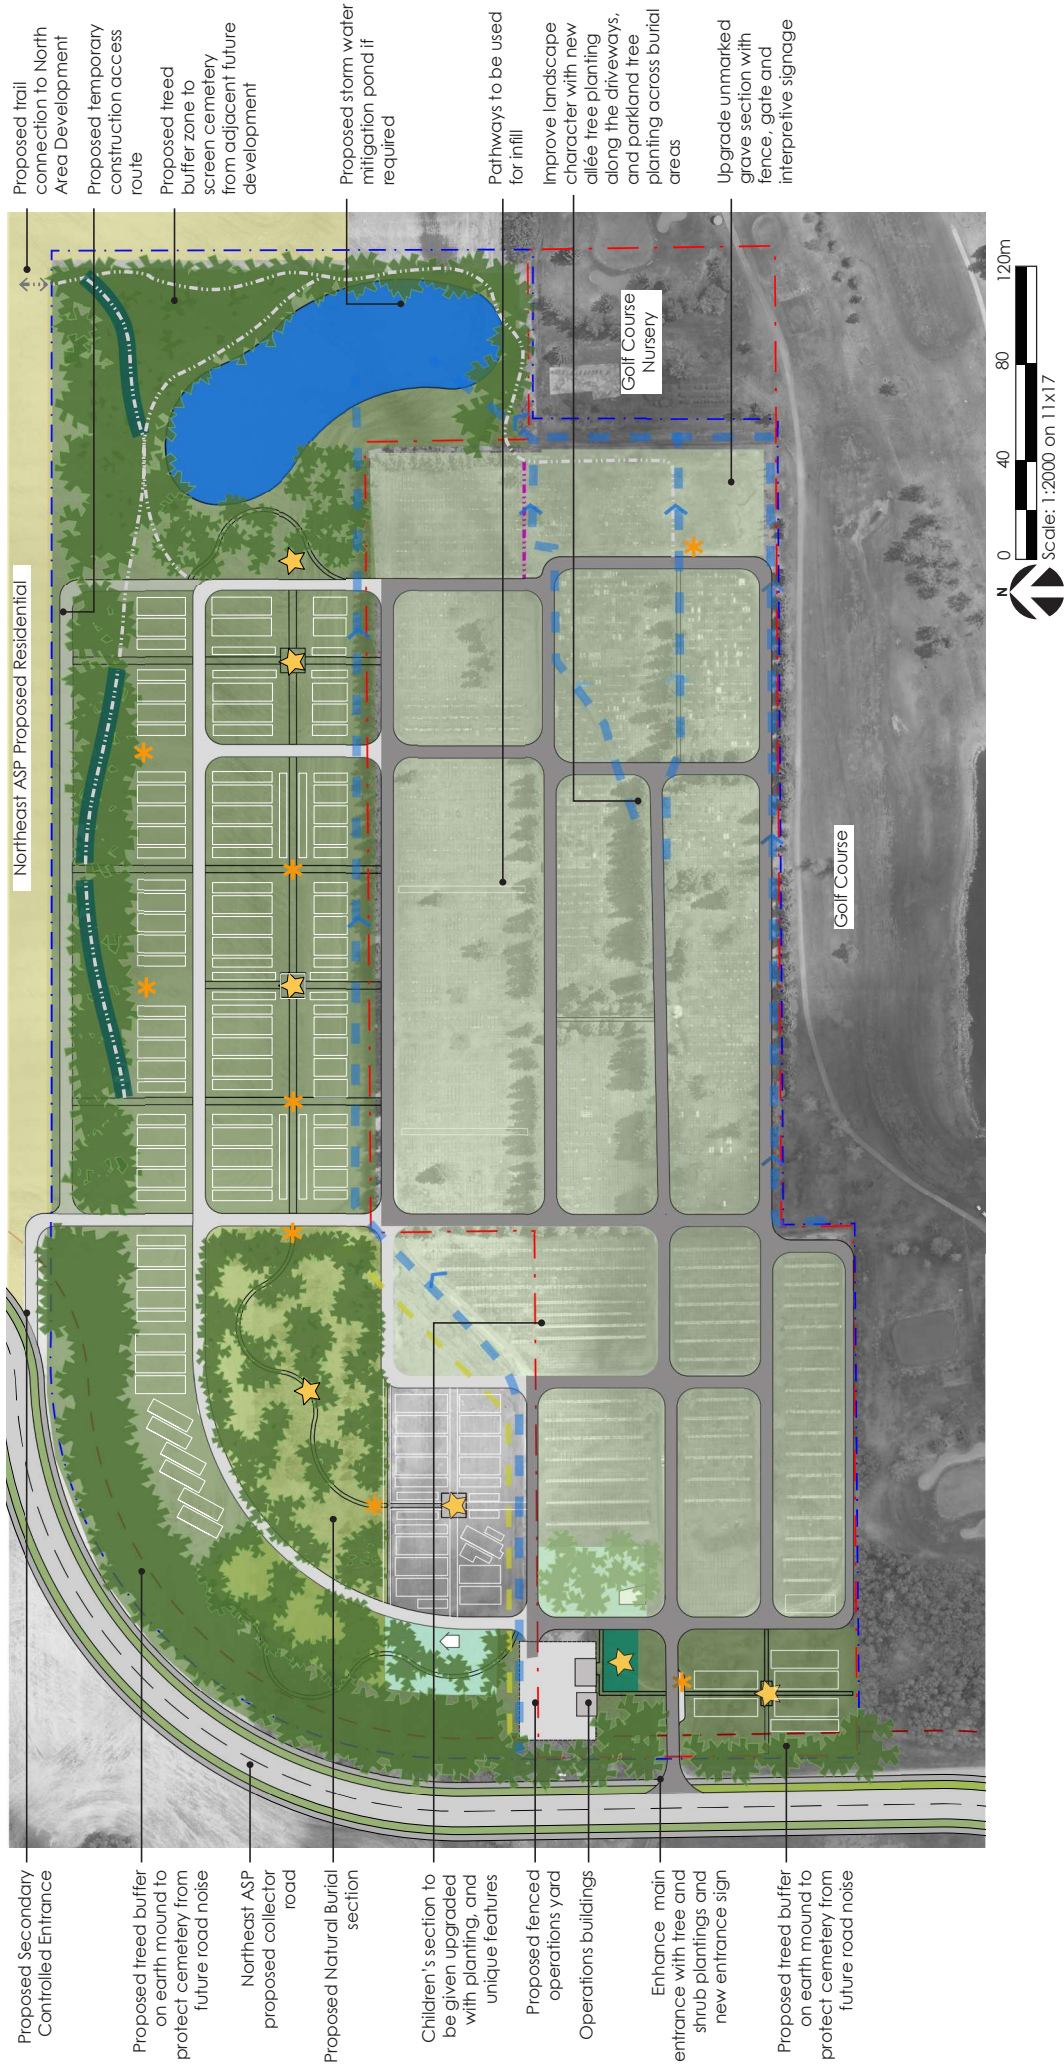 Proposed Secondary
Controlled Entrance
Proposed treed buffer
on earth mound to
protect cemetery from
future road noise
Northeast ASP
proposed collector
road
Proposed Natural Burial
section
Children's section to
be given upgraded
with planting, and
unique features
Proposed fenced
operations yard
Operations buildings
Enhance main
entrance with tree and
shrub plantings and
new entrance sign
Proposed treed buffer
on earth mound to
protect cemetery from
future road noise
Northeast ASP Proposed Residential
Golf Course
Nursery
Golf Course
Proposed trail
connection to North
Area Development
Proposed temporary
construction access
route
Proposed treed
buffer zone to
screen cemetery
from adjacent future
development
Proposed storm water
mitigation pond if
required
Pathways to be used
for infill
Improve landscape
character with new
allée tree planting
along the driveways,
and parkland tree
planting across burial
areas
Upgrade unmarked
grave section with
fence, gate and
interpretive signage
N
0 40 80 120m
Scale: 1:2000 on 11x17